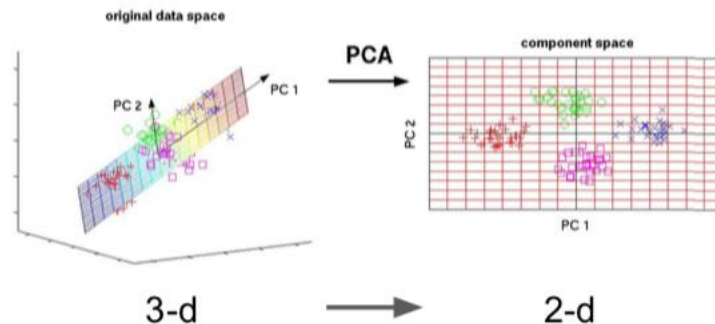 original data space
PCA
component space
PC 1
PC 2
PC 2
PC 1
3-d
2-d